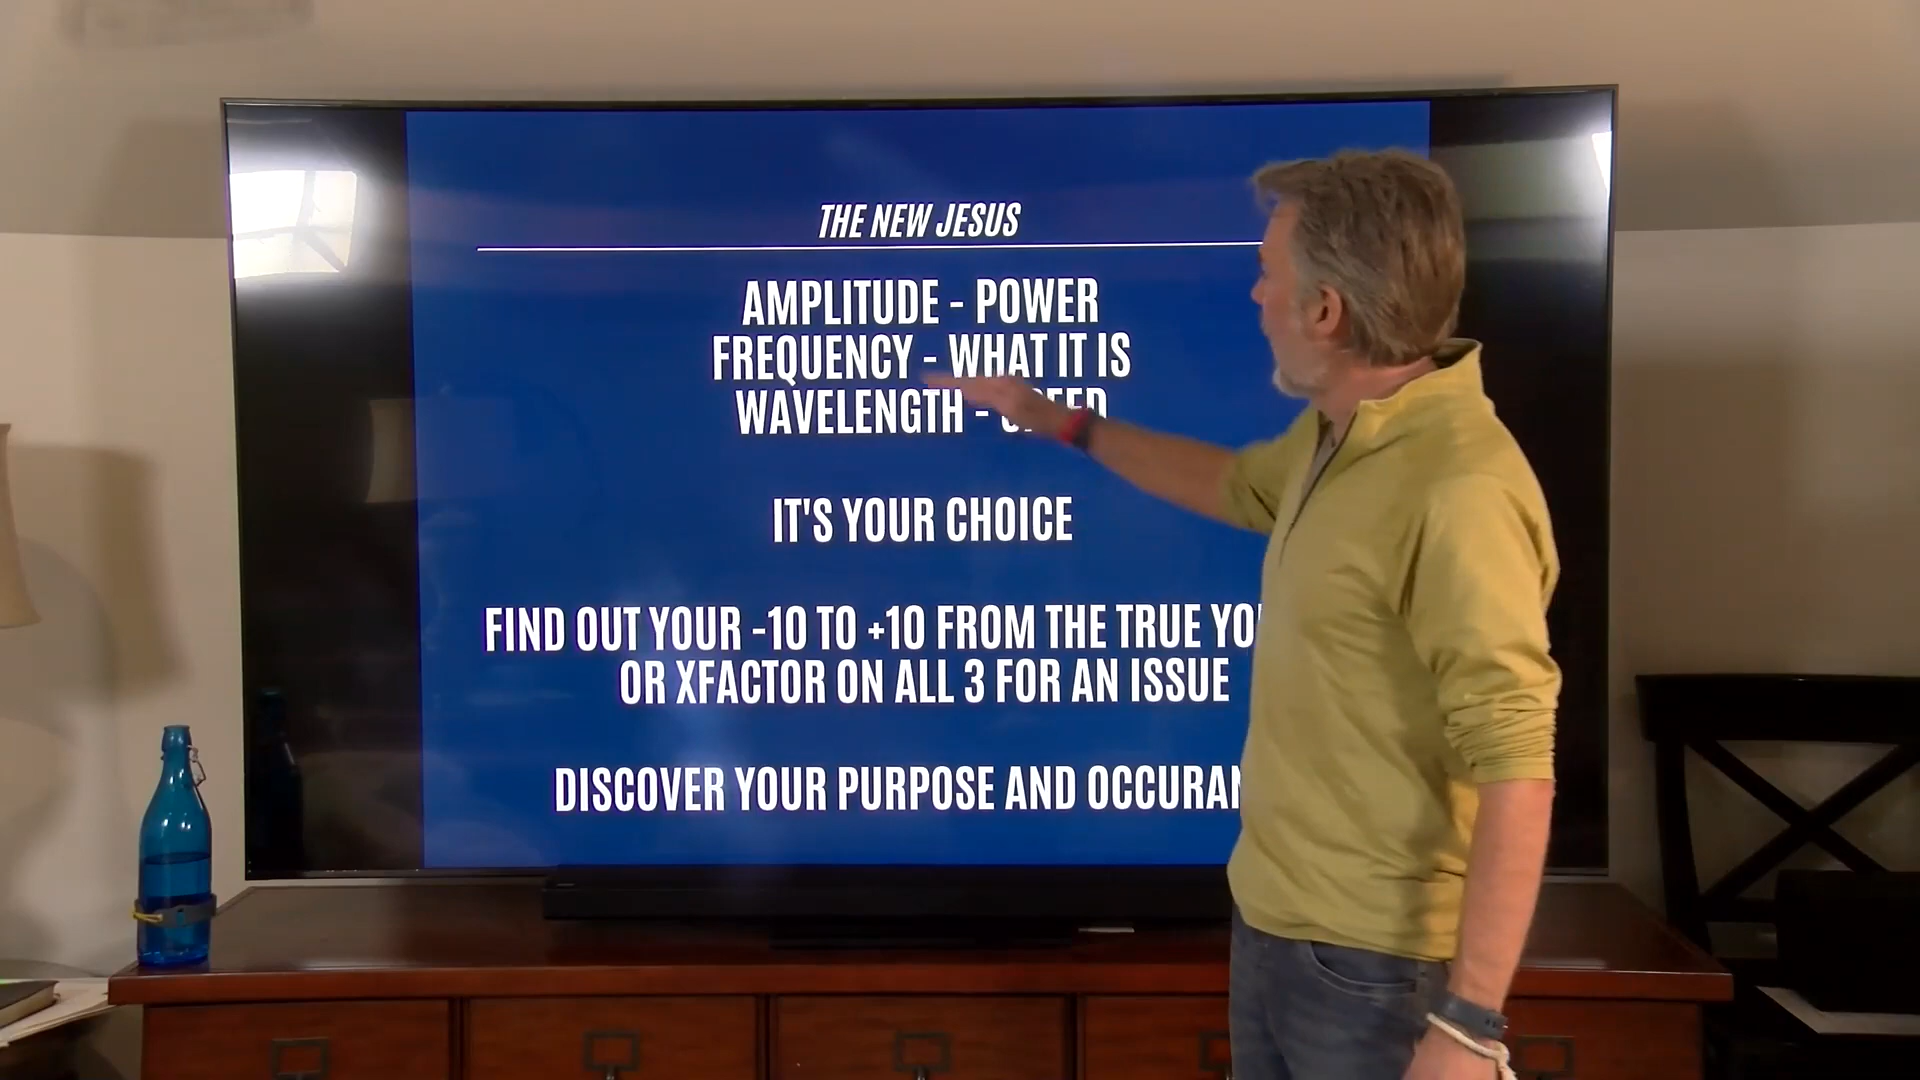 THE NEW JESUS
AMPLITUDE - POWER
FREQUENCY - WHAT IT IS
WAVELENGTH -
IT'S YOUR CHOICE
FIND OUT YOUR -10 TO +10 FROM THE TRUE
OR XFACTOR ON ALL 3 FOR AN ISSUE
DISCOVER YOUR PURPOSE AND